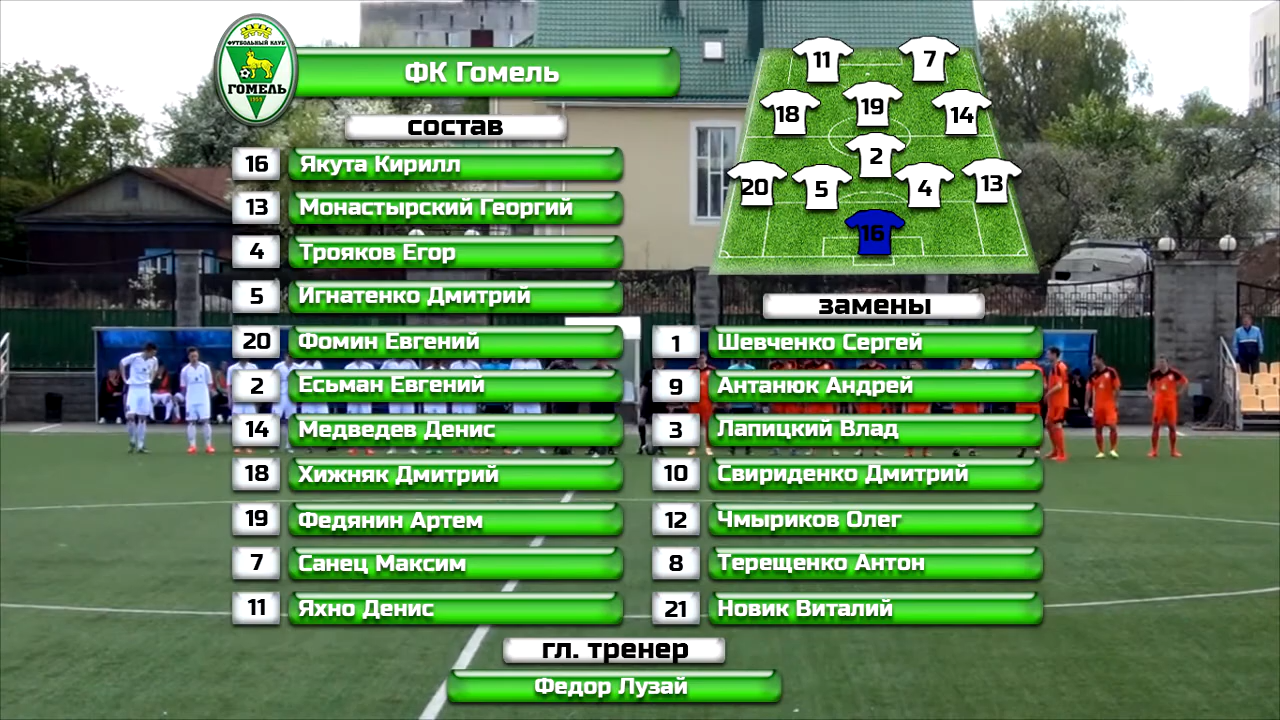 ФУТБОЛЬНЫЙ КЛУБ
ГОМЕЛЬ
ФК Гомель
состав
16 Якута Кирилл
13 Монастырский Георгий
4 Трояков Егор
5 Игнатенко Дмитрий
20 Фомин Евгений
2 Есьман Евгений
14 Медведев Денис
18 Хижняк Дмитрий
19 Федянин Артем
7 Санец Максим
11 Яхно Денис
11 7
18 19 14
2
20 5 4 13
16
замены
1 Шевченко Сергей
9 Антанюк Андрей
3 Лапицкий Влад
10 Свириденко Дмитрий
12 Чмыриков Олег
8 Терещенко Антон
21 Новик Виталий
гл. тренер
Федор Лузай